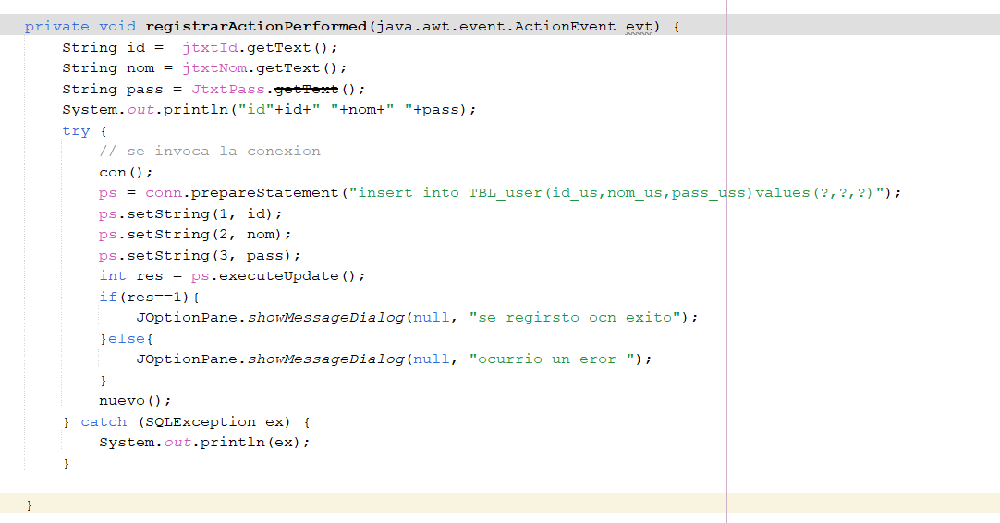 private void registrarActionPerformed(java.awt.event.ActionEvent evt) {
    String id =  jtxtId.getText();
    String nom = jtxtNom.getText();
    String pass = JtxtPass.getText();
    System.out.println("id"+id+" "+nom+" "+pass);
    try {
        // se invoca la conexion
        con();
        ps = conn.prepareStatement("insert into TBL_user(id_us,nom_us,pass_uss)values(?,?,?)");
        ps.setString(1, id);
        ps.setString(2, nom);
        ps.setString(3, pass);
        int res = ps.executeUpdate();
        if(res==1){
            JOptionPane.showMessageDialog(null, "se regirsto ocn exito");
        }else{
            JOptionPane.showMessageDialog(null, "ocurrio un eror ");
        }
        nuevo();
    } catch (SQLException ex) {
        System.out.println(ex);
    }
}